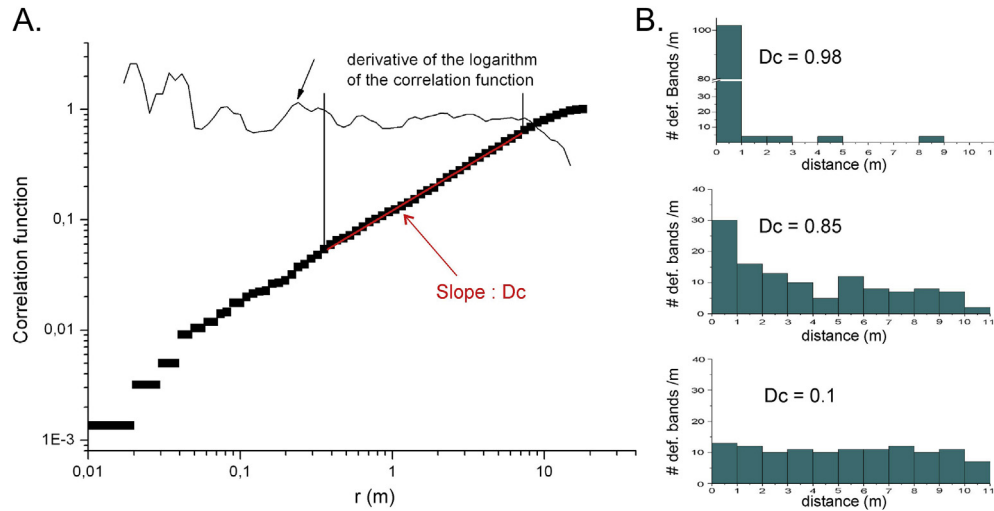 A.
derivative of the logarithm
of the correlation function
1
0,1
0,01
1E-3
Correlation function
Slope : Dc
0,01 0,1 1 10
r (m)
B.
100
80
30
20
10
# def. Bands /m
Dc = 0.98
0 1 2 3 4 5 6 7 8 9 10 1
distance (m)
40
30
20
10
0
# def. bands /m
Dc = 0.85
0 1 2 3 4 5 6 7 8 9 10 11
distance (m)
40
30
20
10
0
# def. bands /m
Dc = 0.1
0 1 2 3 4 5 6 7 8 9 10 11
distance (m)